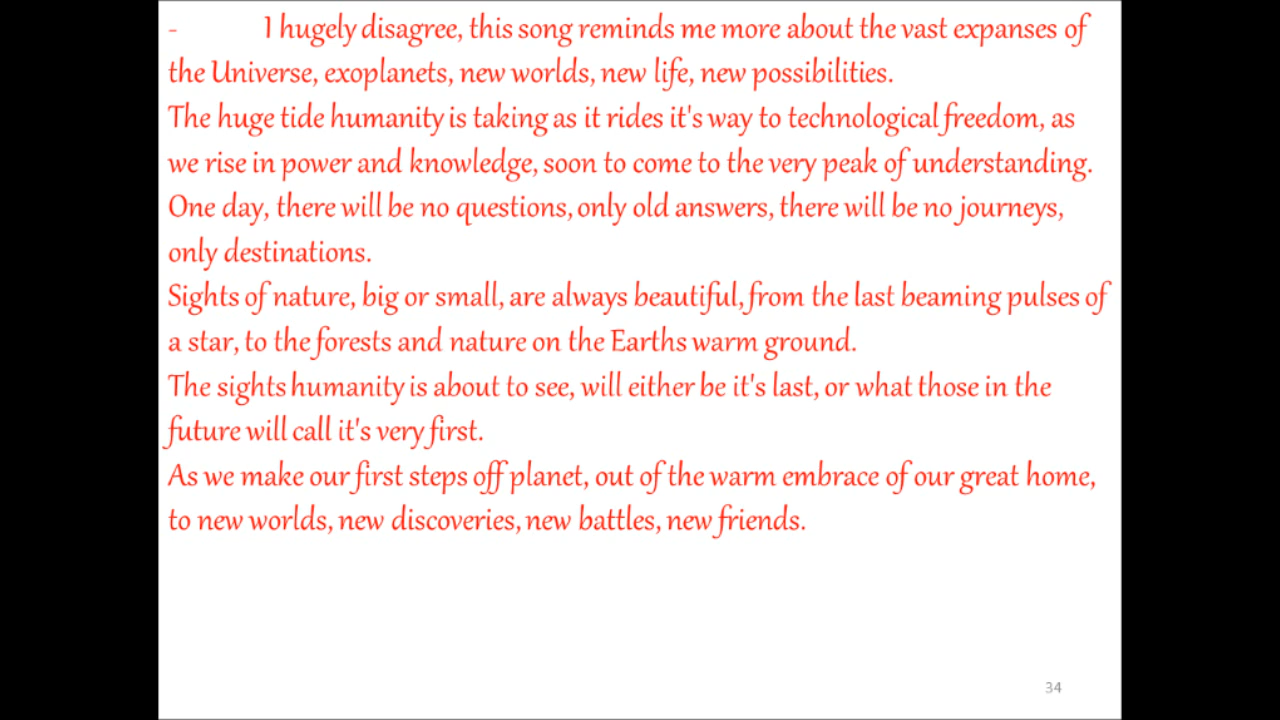 - I hugely disagree, this song reminds me more about the vast expanses of
the Universe, exoplanets, new worlds, new life, new possibilities.
The huge tide humanity is taking as it rides it's way to technological freedom, as
we rise in power and knowledge, soon to come to the very peak of understanding.
One day, there will be no questions, only old answers, there will be no journeys,
only destinations.
Sights of nature, big or small, are always beautiful, from the last beaming pulses of
a star, to the forests and nature on the Earths warm ground.
The sights humanity is about to see, will either be it's last, or what those in the
future will call it's very first.
As we make our first steps off planet, out of the warm embrace of our great home,
to new worlds, new discoveries, new battles, new friends.
34